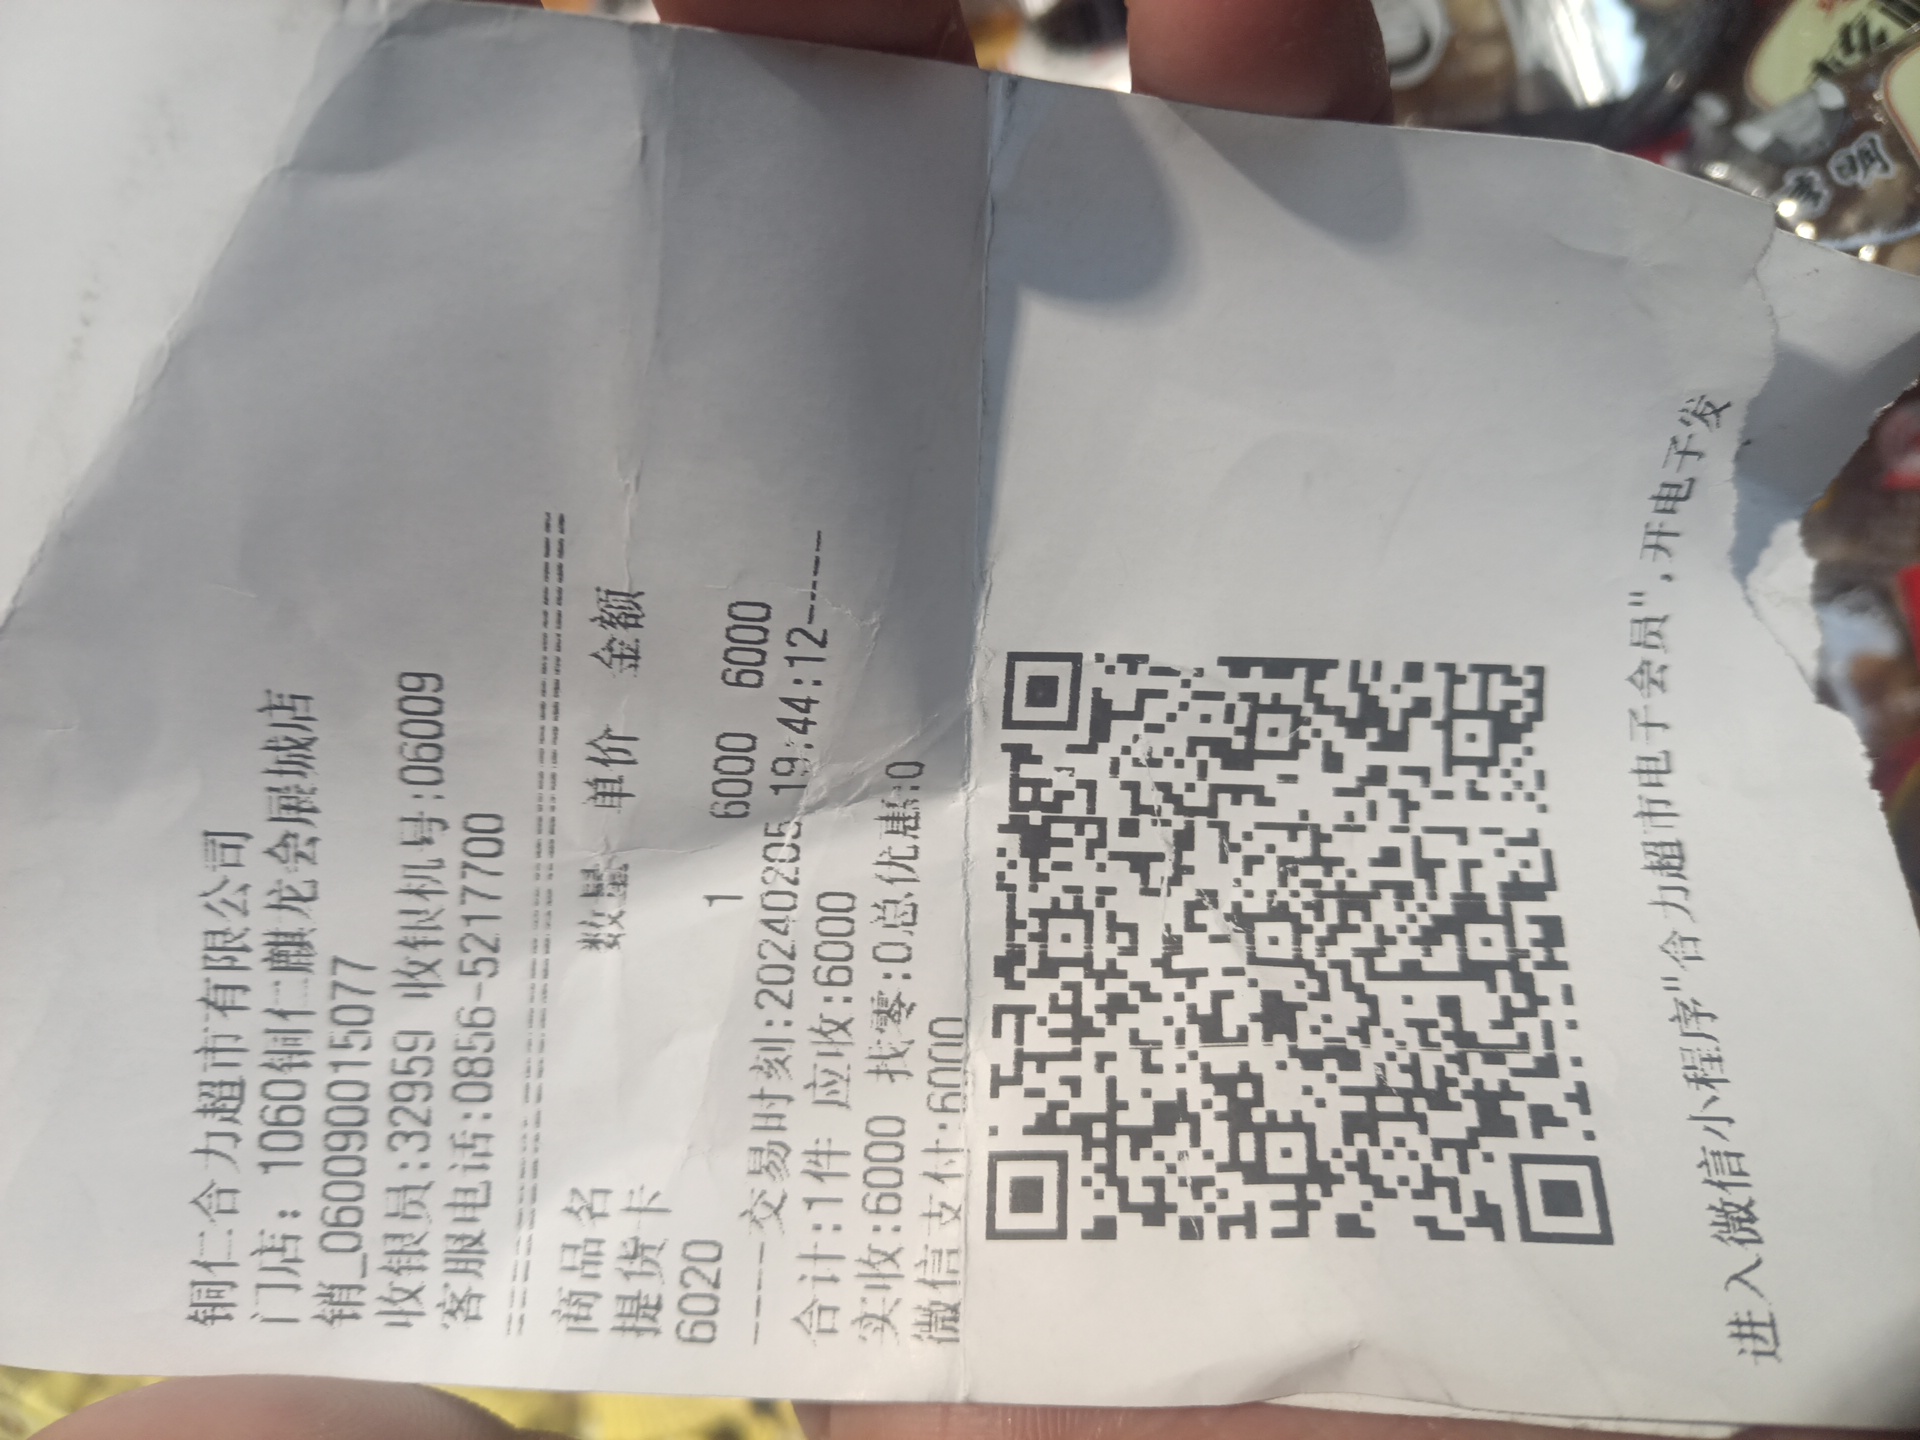 铜仁合力超市有限公司
门店：1060铜仁麒龙会展城店
销_0600900015077
收银员:32959 收银机号:06009
客服电话:0856-5217700
==============================
商品名 数量 单价 金额
提货卡
6020 1 6000 6000
----交易时刻:20240205 19:44:12----
合计:1件 应收:6000
实收:6000 找零:0总优惠:0
微信支付:6000
进入微信小程序"合力超市电子会员",开电子发
明